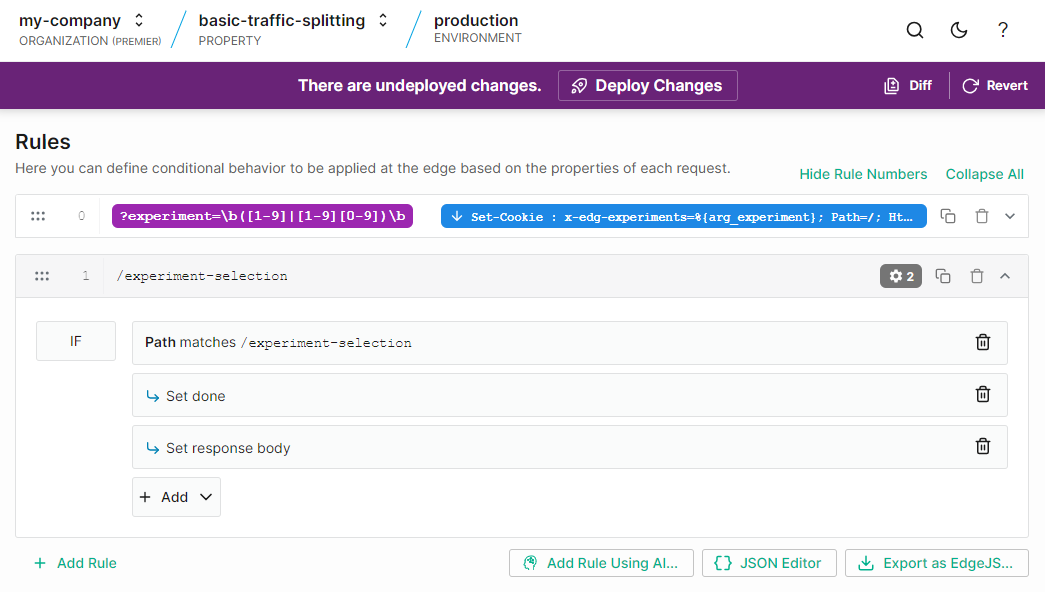 my-company basic-traffic-splitting production
ORGANIZATION (PREMIER) PROPERTY ENVIRONMENT
There are undeployed changes. Deploy Changes Diff Revert
Rules
Here you can define conditional behavior to be applied at the edge based on the properties of each request.
Hide Rule Numbers Collapse All
0 ?experiment=\b([1-9]|[1-9][0-9])\b Set-Cookie : x-edg-experiments=%{arg_experiment}; Path=/; Ht...
1 /experiment-selection 2
IF Path matches /experiment-selection
Set done
Set response body
+ Add
+ Add Rule Add Rule Using AI... {} JSON Editor Export as EdgeJS...